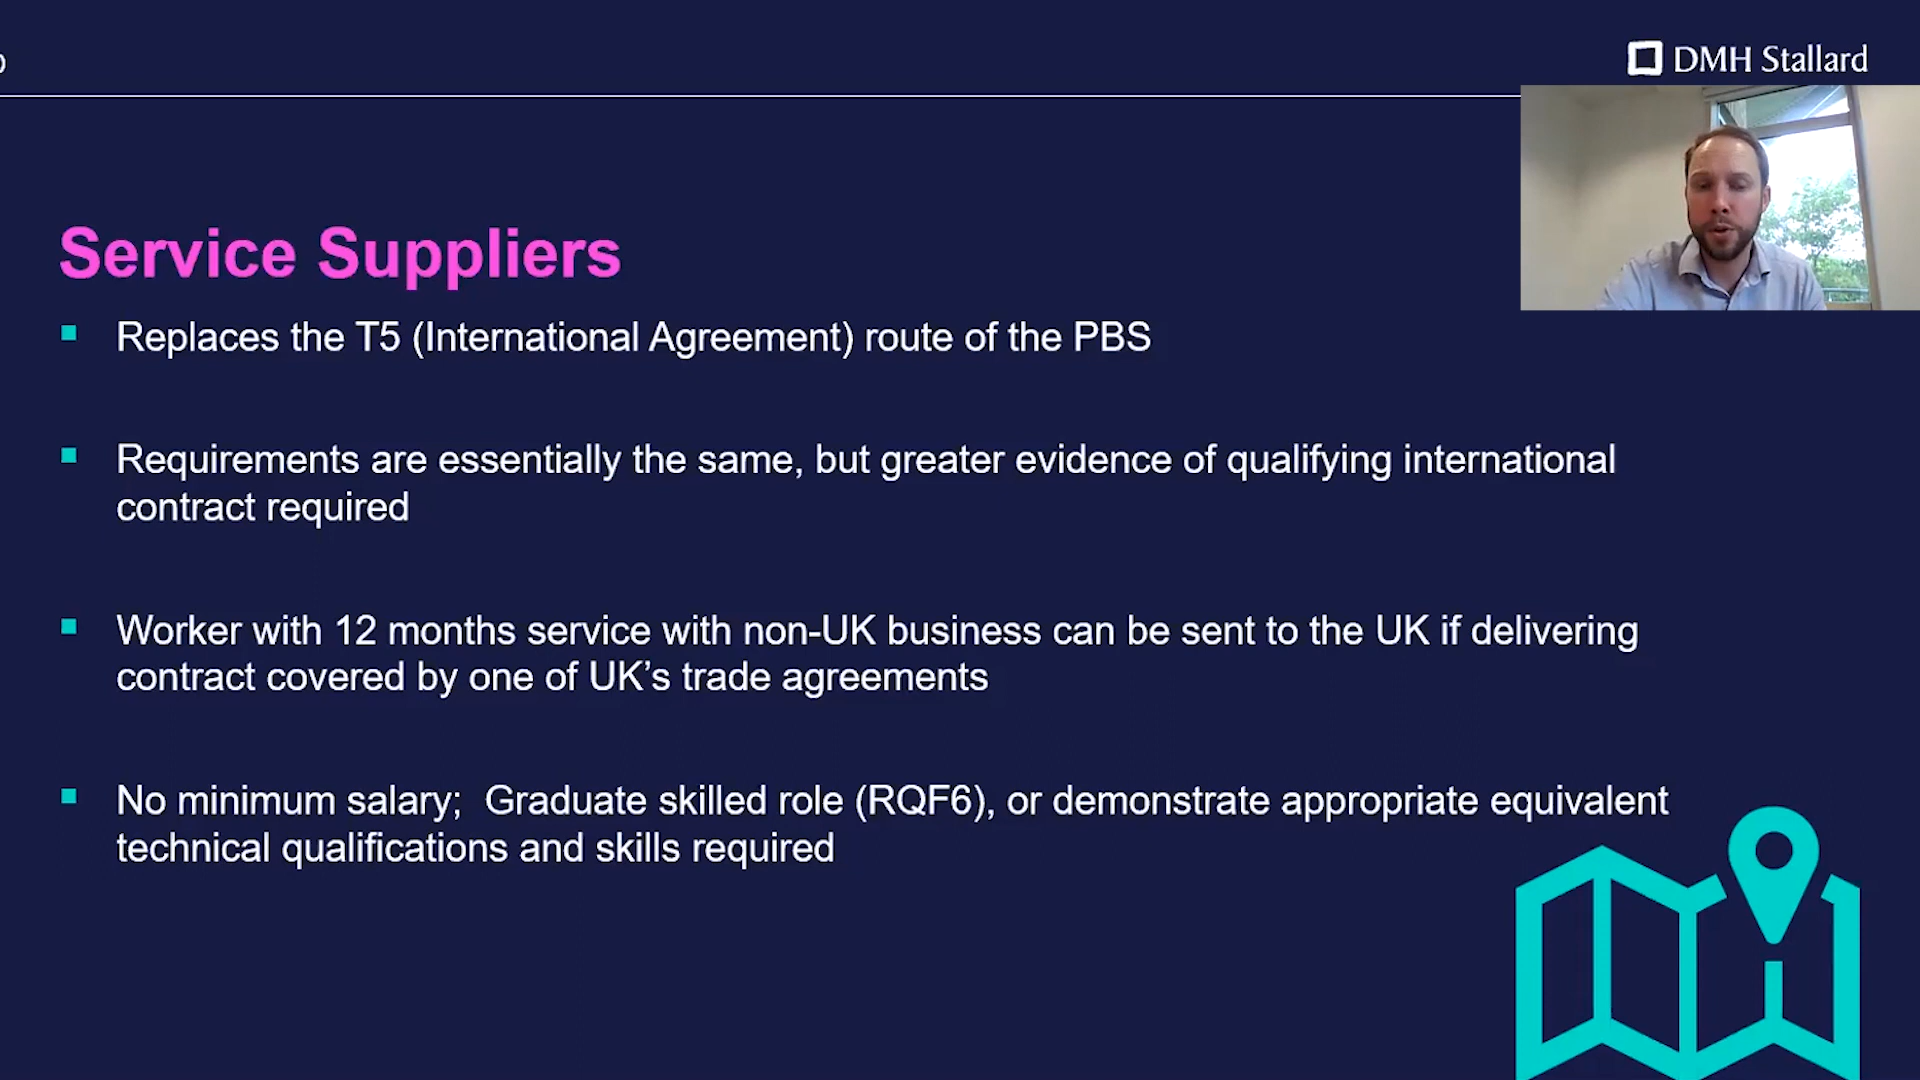 DMH Stallard
Service Suppliers
Replaces the T5 (International Agreement) route of the PBS
Requirements are essentially the same, but greater evidence of qualifying international
contract required
Worker with 12 months service with non-UK business can be sent to the UK if delivering
contract covered by one of UK’s trade agreements
No minimum salary;  Graduate skilled role (RQF6), or demonstrate appropriate equivalent
technical qualifications and skills required